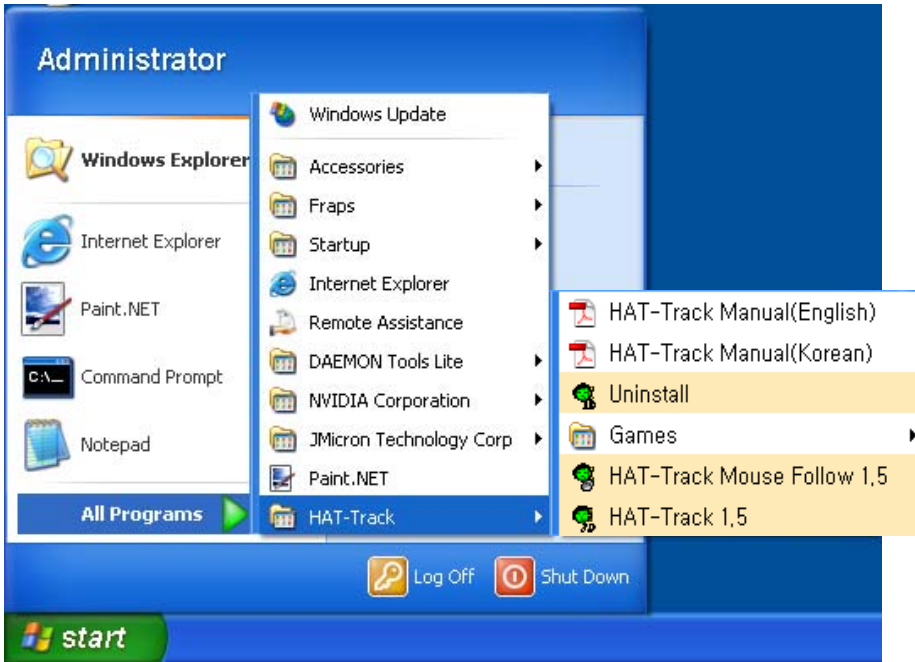 Administrator
Windows Explorer
Internet Explorer
Paint.NET
C:\_
Command Prompt
Notepad
All Programs
Windows Update
Accessories
Fraps
Startup
Internet Explorer
Remote Assistance
DAEMON Tools Lite
NVIDIA Corporation
JMicron Technology Corp
Paint.NET
HAT-Track
HAT-Track Manual(English)
HAT-Track Manual(Korean)
Uninstall
Games
HAT-Track Mouse Follow 1,5
HAT-Track 1,5
Log Off
Shut Down
start